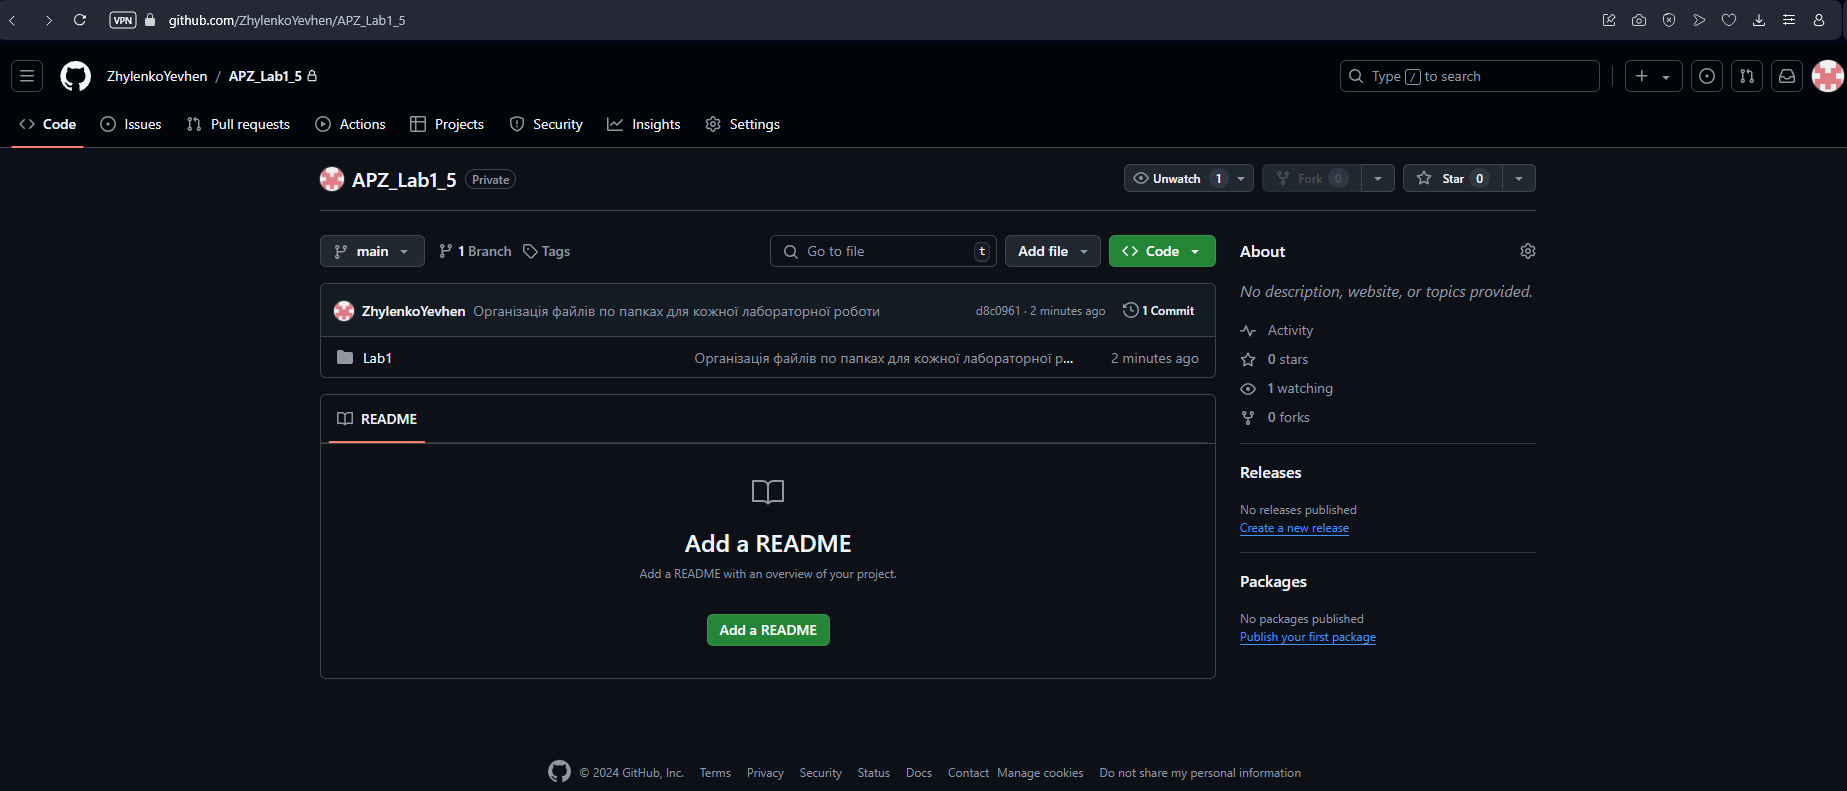 VPN github.com/ZhylenkoYevhen/APZ_Lab1_5
ZhylenkoYevhen / APZ_Lab1_5
Type / to search
Code Issues Pull requests Actions Projects Security Insights Settings
APZ_Lab1_5 Private
Unwatch 1 Fork 0 Star 0
main 1 Branch Tags Go to file t Add file Code
ZhylenkoYevhen Організація файлів по папках для кожної лабораторної роботи d8c0961 · 2 minutes ago 1 Commit
Lab1 Організація файлів по папках для кожної лабораторної р... 2 minutes ago
README
Add a README
Add a README with an overview of your project.
Add a README
About
No description, website, or topics provided.
Activity
0 stars
1 watching
0 forks
Releases
No releases published
Create a new release
Packages
No packages published
Publish your first package
© 2024 GitHub, Inc. Terms Privacy Security Status Docs Contact Manage cookies Do not share my personal information